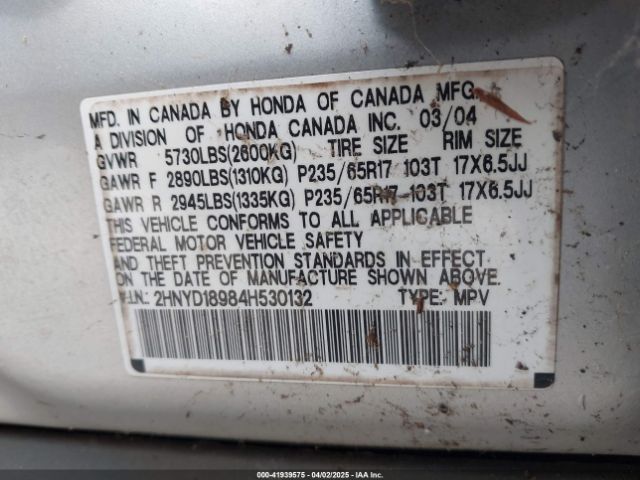 MFD. IN CANADA BY HONDA OF CANADA MFG.
A DIVISION OF HONDA CANADA INC. 03/04
GVWR 5730LBS(2600KG) TIRE SIZE RIM SIZE
GAWR F 2890LBS(1310KG) P235/65R17 103T 17X6.5JJ
GAWR R 2945LBS(1335KG) P235/65R17 103T 17X6.5JJ
THIS VEHICLE CONFORMS TO ALL APPLICABLE
FEDERAL MOTOR VEHICLE SAFETY
AND THEFT PREVENTION STANDARDS IN EFFECT
ON THE DATE OF MANUFACTURE SHOWN ABOVE.
V.I.N.: 2HNYD18984H530132 TYPE: MPV
000-41939575 - 04/02/2025 - IAA Inc.